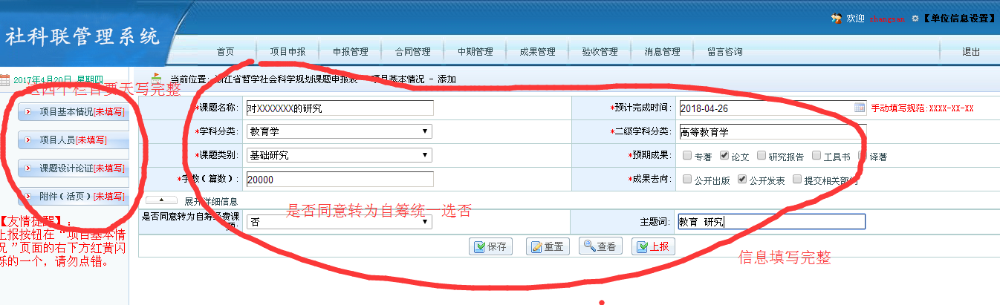 欢迎 zhangsan 【单位信息设置】
社科联管理系统
首页 项目申报 申报管理 合同管理 中期管理 成果管理 验收管理 消息管理 留言咨询 退出
2017年4月20日 星期四
当前位置: 浙江省哲学社会科学规划课题申报表 项目基本情况 - 添加
这四个栏目要天写完整
项目基本情况[未填写]
项目人员[未填写]
课题设计论证[未填写]
附件(活页)[未填写]
【友情提醒】:
上报按钮在“项目基本情
况”页面的右下方红黄闪
烁的一个，请勿点错。
*课题名称: 对XXXXXXX的研究 *预计完成时间: 2018-04-26 手动填写规范:XXXX-XX-XX
*学科分类: 教育学 *二级学科分类: 高等教育学
*课题类别: 基础研究 *预期成果: 专著 论文 研究报告 工具书 译著
*字数(篇数): 20000 *成果去向: 公开出版 公开发表 提交相关部门
展开详细信息
是否同意转为自筹统一选否
是否同意转为自筹经费课
题: 否 主题词: 教育 研究
保存 重置 查看 上报
信息填写完整